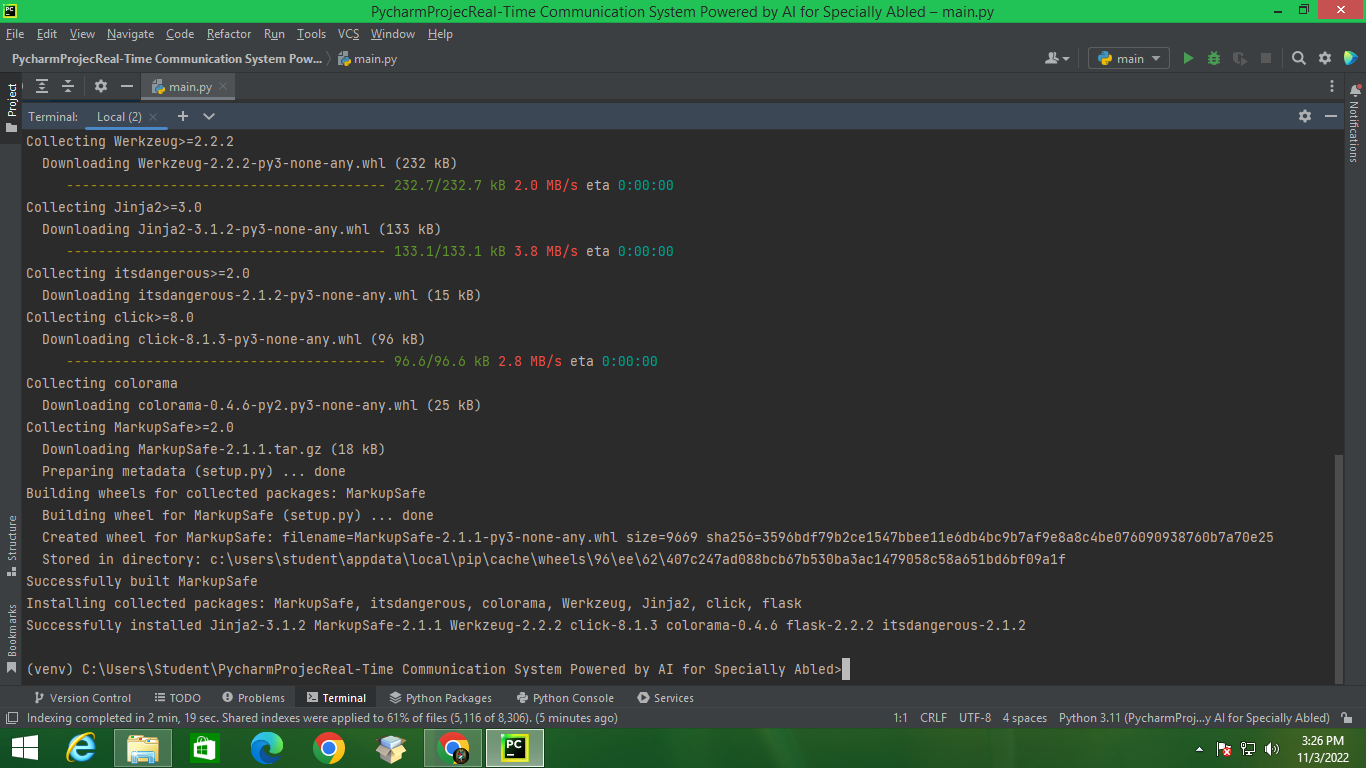 PC
PycharmProjecReal-Time Communication System Powered by AI for Specially Abled – main.py
File Edit View Navigate Code Refactor Run Tools VCS Window Help
PycharmProjecReal-Time Communication System Pow... main.py
main
Project
main.py
Notifications
Terminal: Local (2)
Collecting Werkzeug>=2.2.2
Downloading Werkzeug-2.2.2-py3-none-any.whl (232 kB)
---------------------------------------- 232.7/232.7 kB 2.0 MB/s eta 0:00:00
Collecting Jinja2>=3.0
Downloading Jinja2-3.1.2-py3-none-any.whl (133 kB)
---------------------------------------- 133.1/133.1 kB 3.8 MB/s eta 0:00:00
Collecting itsdangerous>=2.0
Downloading itsdangerous-2.1.2-py3-none-any.whl (15 kB)
Collecting click>=8.0
Downloading click-8.1.3-py3-none-any.whl (96 kB)
---------------------------------------- 96.6/96.6 kB 2.8 MB/s eta 0:00:00
Collecting colorama
Downloading colorama-0.4.6-py2.py3-none-any.whl (25 kB)
Collecting MarkupSafe>=2.0
Downloading MarkupSafe-2.1.1.tar.gz (18 kB)
Preparing metadata (setup.py) ... done
Building wheels for collected packages: MarkupSafe
Building wheel for MarkupSafe (setup.py) ... done
Created wheel for MarkupSafe: filename=MarkupSafe-2.1.1-py3-none-any.whl size=9669 sha256=3596bdf79b2ce1547bbee11e6db4bc9b7af9e8a8c4be076090938760b7a70e25
Stored in directory: c:\users\student\appdata\local\pip\cache\wheels\96\ee\62\407c247ad088bcb67b530ba3ac1479058c58a651bd6bf09a1f
Successfully built MarkupSafe
Installing collected packages: MarkupSafe, itsdangerous, colorama, Werkzeug, Jinja2, click, flask
Successfully installed Jinja2-3.1.2 MarkupSafe-2.1.1 Werkzeug-2.2.2 click-8.1.3 colorama-0.4.6 flask-2.2.2 itsdangerous-2.1.2
(venv) C:\Users\Student\PycharmProjecReal-Time Communication System Powered by AI for Specially Abled>
Structure
Bookmarks
Version Control TODO Problems Terminal Python Packages Python Console Services
Indexing completed in 2 min, 19 sec. Shared indexes were applied to 61% of files (5,116 of 8,306). (5 minutes ago) 1:1 CRLF UTF-8 4 spaces Python 3.11 (PycharmProj...y AI for Specially Abled)
PC
3:26 PM
11/3/2022